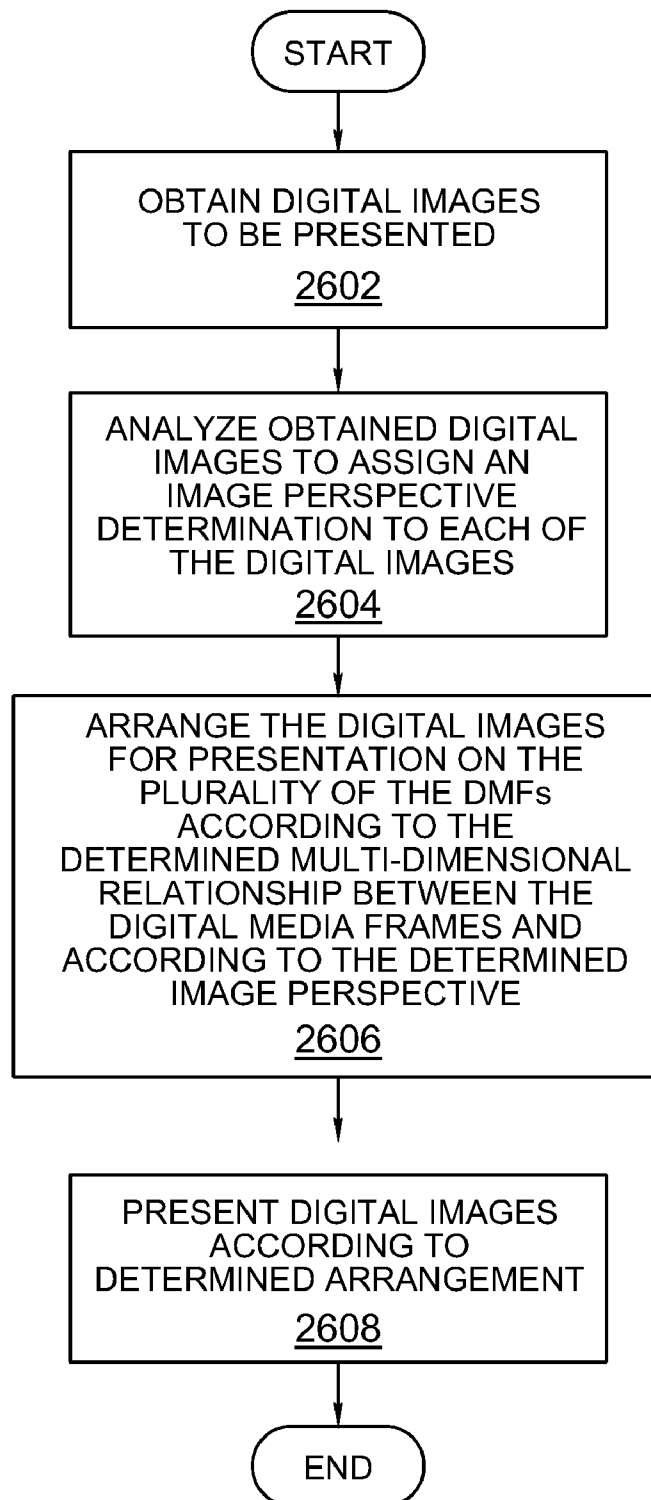 START
OBTAIN DIGITAL IMAGES
TO BE PRESENTED
2602
ANALYZE OBTAINED DIGITAL
IMAGES TO ASSIGN AN
IMAGE PERSPECTIVE
DETERMINATION TO EACH OF
THE DIGITAL IMAGES
2604
ARRANGE THE DIGITAL IMAGES
FOR PRESENTATION ON THE
PLURALITY OF THE DMFs
ACCORDING TO THE
DETERMINED MULTI-DIMENSIONAL
RELATIONSHIP BETWEEN THE
DIGITAL MEDIA FRAMES AND
ACCORDING TO THE DETERMINED
IMAGE PERSPECTIVE
2606
PRESENT DIGITAL IMAGES
ACCORDING TO
DETERMINED ARRANGEMENT
2608
END